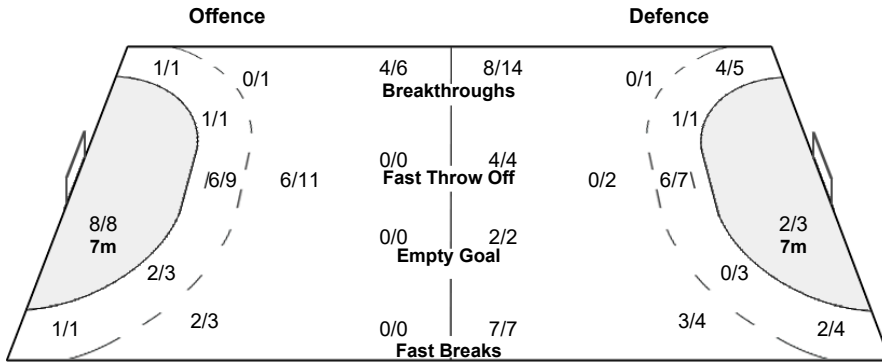 Offence Defence
1/1 4/6 8/14 4/5
0/1 0/1
Breakthroughs
1/1 1/1
0/0 4/4
6/9 6/11 Fast Throw Off 0/2 6/7
8/8 2/3
7m 7m
0/0 2/2
Empty Goal
2/3 0/3
1/1 2/3 0/0 7/7 3/4 2/4
Fast Breaks